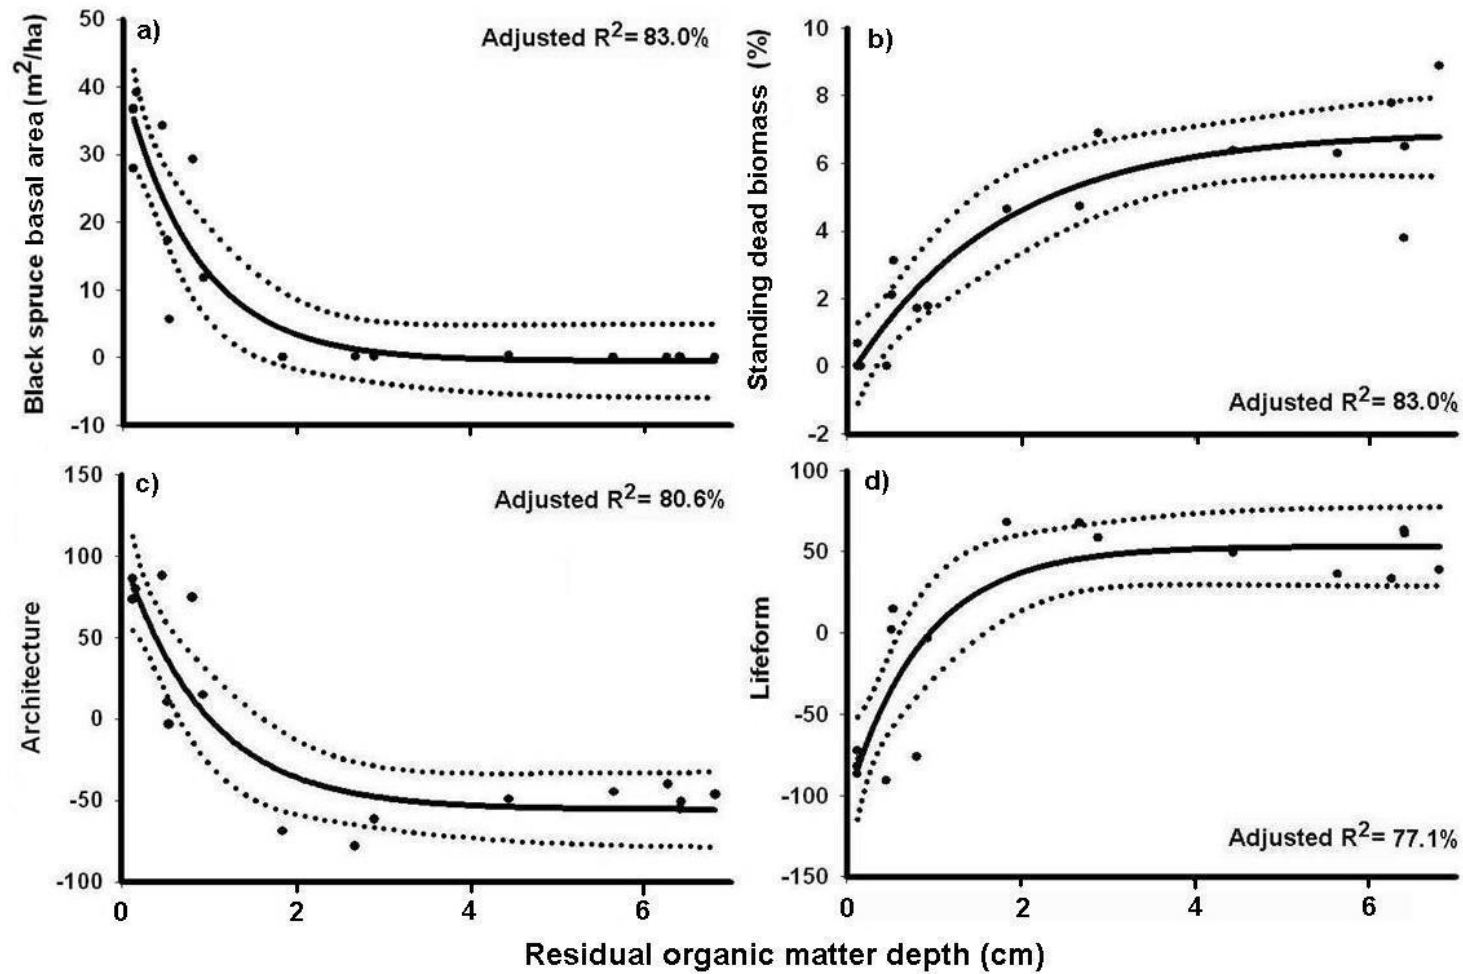 a)
Adjusted R2= 83.0%
Black spruce basal area (m2/ha)
50
40
30
20
10
0
-10
b)
Adjusted R2= 83.0%
Standing dead biomass (%)
10
8
6
4
2
0
-2
c)
Adjusted R2= 80.6%
Architecture
150
100
50
0
-50
-100
0 2 4 6
d)
Adjusted R2= 77.1%
Lifeform
100
50
0
-50
-100
-150
0 2 4 6
Residual organic matter depth (cm)